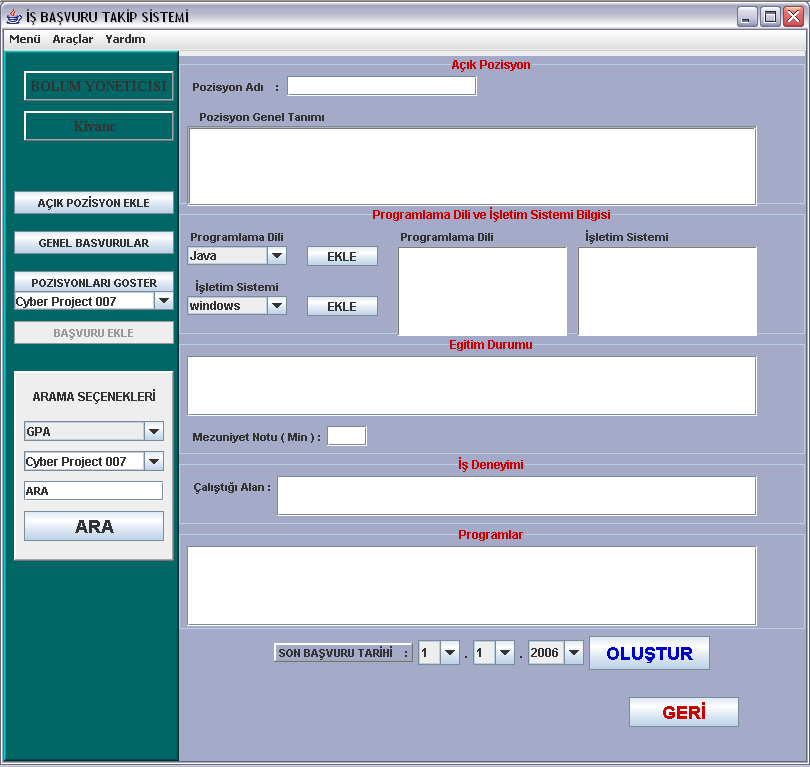 İŞ BAŞVURU TAKİP SİSTEMİ
Menü Araçlar Yardım
BOLUM YONETICISI
Kivanc
AÇIK POZİSYON EKLE
GENEL BASVURULAR
POZISYONLARI GOSTER
Cyber Project 007
BAŞVURU EKLE
ARAMA SEÇENEKLERİ
GPA
Cyber Project 007
ARA
ARA
Açık Pozisyon
Pozisyon Adı :
Pozisyon Genel Tanımı
Programlama Dili ve İşletim Sistemi Bilgisi
Programlama Dili
Java
EKLE
İşletim Sistemi
windows
EKLE
Programlama Dili
İşletim Sistemi
Egitim Durumu
Mezuniyet Notu ( Min ) :
İş Deneyimi
Çalıştığı Alan :
Programlar
SON BAŞVURU TARİHİ : 1 . 1 . 2006
OLUŞTUR
GERİ